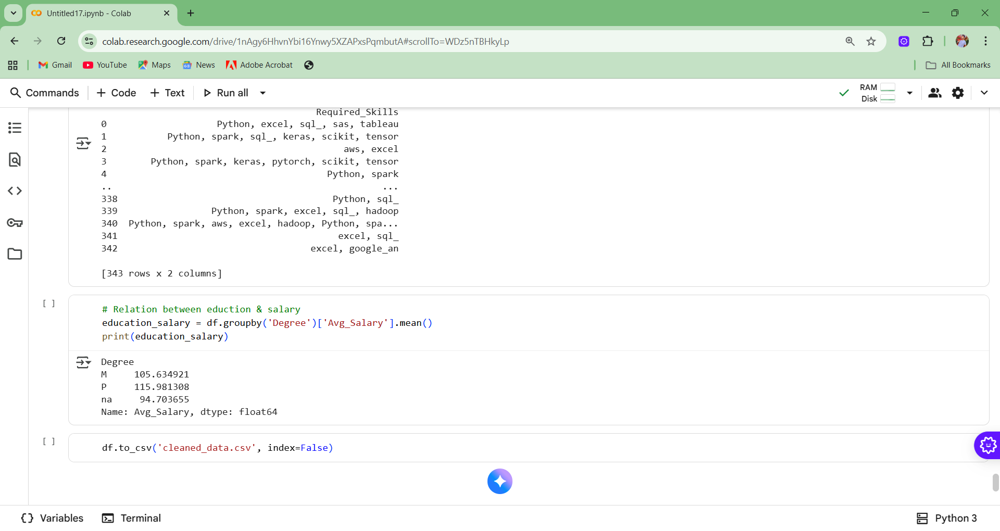 Untitled17.ipynb - Colab
colab.research.google.com/drive/1nAgy6HhvnYbi16Ynwy5XZAPxsPqmbutA#scrollTo=WDz5nTBHkyLp
Gmail YouTube Maps News Adobe Acrobat All Bookmarks
Commands + Code + Text Run all RAM
Disk
Required_Skills
0 Python, excel, sql_, sas, tableau
1 Python, spark, sql_, keras, scikit, tensor
2 aws, excel
3 Python, spark, keras, pytorch, scikit, tensor
4 Python, spark
.. ...
338 Python, sql_
339 Python, spark, excel, sql_, hadoop
340 Python, spark, aws, excel, hadoop, Python, spa...
341 excel, sql_
342 excel, google_an
[343 rows x 2 columns]
[ ] # Relation between eduction & salary
education_salary = df.groupby('Degree')['Avg_Salary'].mean()
print(education_salary)
Degree
M 105.634921
P 115.981308
na 94.703655
Name: Avg_Salary, dtype: float64
[ ] df.to_csv('cleaned_data.csv', index=False)
Variables Terminal Python 3